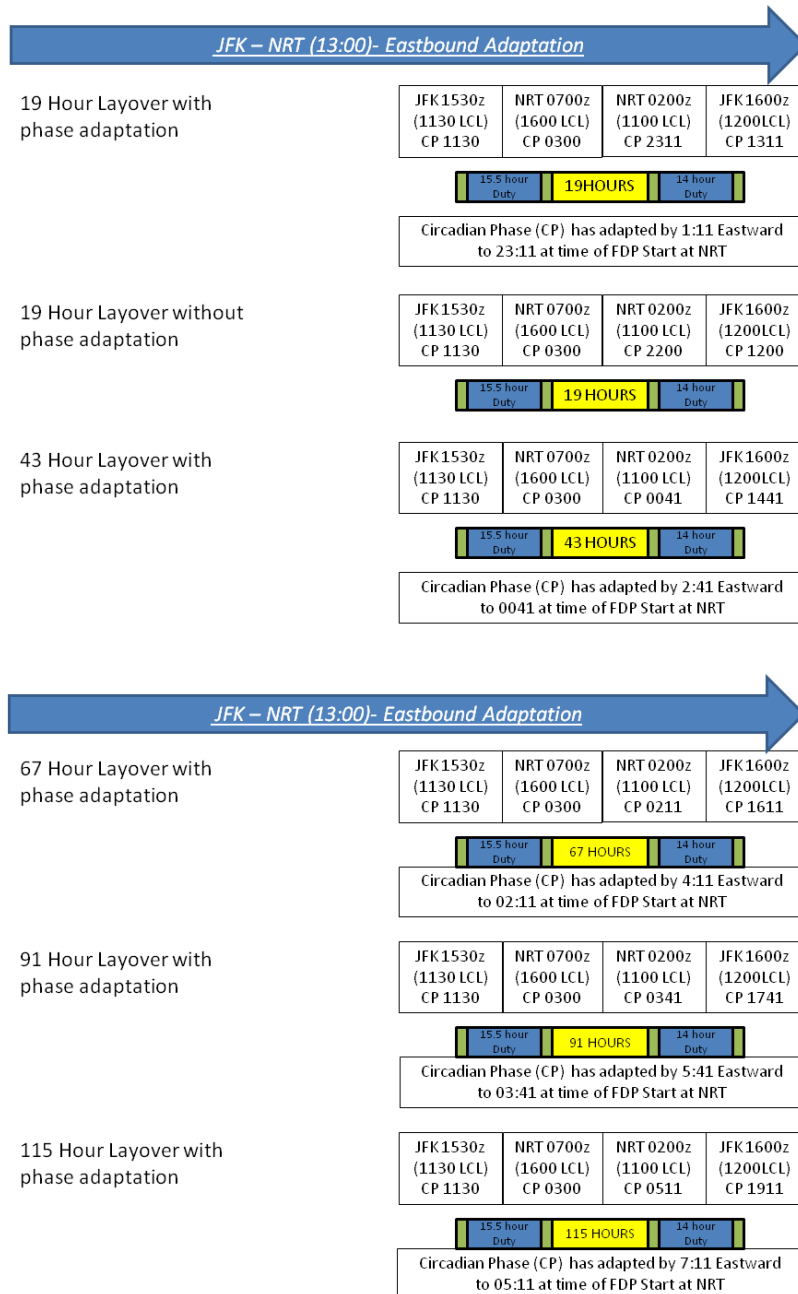 JFK – NRT (13:00)- Eastbound Adaptation
19 Hour Layover with
phase adaptation
JFK 1530z
(1130 LCL)
CP 1130
NRT 0700z
(1600 LCL)
CP 0300
NRT 0200z
(1100 LCL)
CP 2311
JFK 1600z
(1200LCL)
CP 1311
15.5 hour
Duty
19HOURS
14 hour
Duty
Circadian Phase (CP) has adapted by 1:11 Eastward
to 23:11 at time of FDP Start at NRT
19 Hour Layover without
phase adaptation
JFK 1530z
(1130 LCL)
CP 1130
NRT 0700z
(1600 LCL)
CP 0300
NRT 0200z
(1100 LCL)
CP 2200
JFK 1600z
(1200LCL)
CP 1200
15.5 hour
Duty
19 HOURS
14 hour
Duty
43 Hour Layover with
phase adaptation
JFK 1530z
(1130 LCL)
CP 1130
NRT 0700z
(1600 LCL)
CP 0300
NRT 0200z
(1100 LCL)
CP 0041
JFK 1600z
(1200LCL)
CP 1441
15.5 hour
Duty
43 HOURS
14 hour
Duty
Circadian Phase (CP) has adapted by 2:41 Eastward
to 0041 at time of FDP Start at NRT
JFK – NRT (13:00)- Eastbound Adaptation
67 Hour Layover with
phase adaptation
JFK 1530z
(1130 LCL)
CP 1130
NRT 0700z
(1600 LCL)
CP 0300
NRT 0200z
(1100 LCL)
CP 0211
JFK 1600z
(1200LCL)
CP 1611
15.5 hour
Duty
67 HOURS
14 hour
Duty
Circadian Phase (CP) has adapted by 4:11 Eastward
to 02:11 at time of FDP Start at NRT
91 Hour Layover with
phase adaptation
JFK 1530z
(1130 LCL)
CP 1130
NRT 0700z
(1600 LCL)
CP 0300
NRT 0200z
(1100 LCL)
CP 0341
JFK 1600z
(1200LCL)
CP 1741
15.5 hour
Duty
91 HOURS
14 hour
Duty
Circadian Phase (CP) has adapted by 5:41 Eastward
to 03:41 at time of FDP Start at NRT
115 Hour Layover with
phase adaptation
JFK 1530z
(1130 LCL)
CP 1130
NRT 0700z
(1600 LCL)
CP 0300
NRT 0200z
(1100 LCL)
CP 0511
JFK 1600z
(1200LCL)
CP 1911
15.5 hour
Duty
115 HOURS
14 hour
Duty
Circadian Phase (CP) has adapted by 7:11 Eastward
to 05:11 at time of FDP Start at NRT